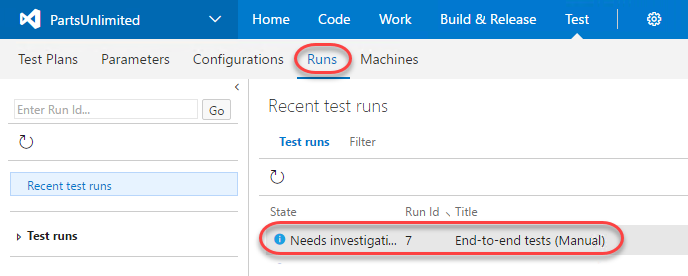 PartsUnlimited Home Code Work Build & Release Test
Test Plans Parameters Configurations Runs Machines
Enter Run Id... Go
Recent test runs
Test runs Filter
Recent test runs
Test runs
State Run Id Title
Needs investigati... 7 End-to-end tests (Manual)